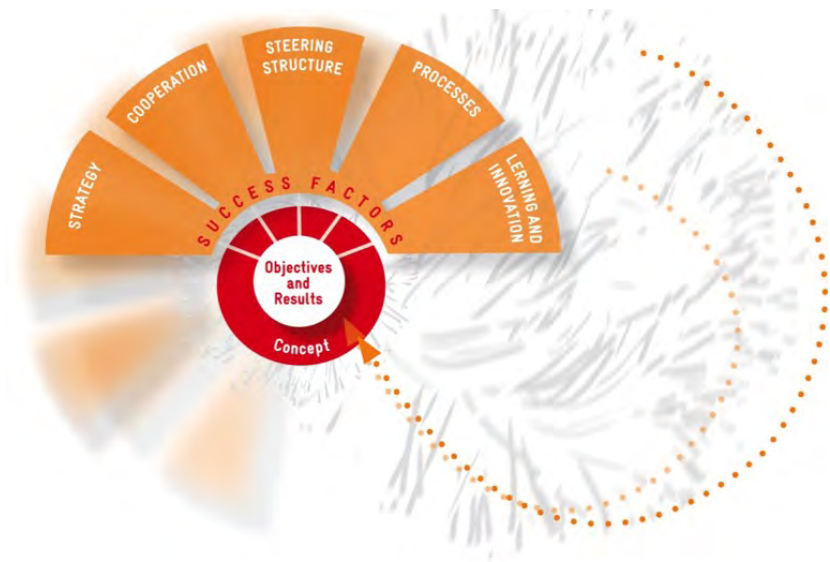 STRATEGY
COOPERATION
STEERING
STRUCTURE
PROCESSES
LERNING AND
INNOVATION
SUCCESS FACTORS
Objectives
and
Results
Concept